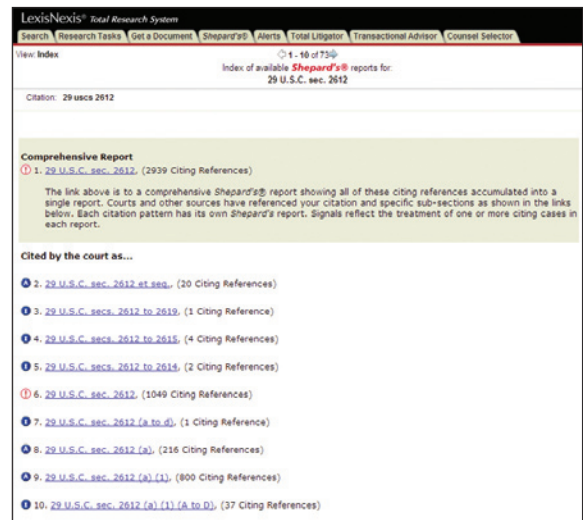 LexisNexis® Total Research System
Search Research Tasks Get a Document Shepard's® Alerts Total Litigator Transactional Advisor Counsel Selector
View: Index
1 - 10 of 73
Index of available Shepard's® reports for:
29 U.S.C. sec. 2612
Citation: 29 uscs 2612
Comprehensive Report
1. 29 U.S.C. sec. 2612, (2939 Citing References)
The link above is to a comprehensive Shepard's® report showing all of these citing references accumulated into a
single report. Courts and other sources have referenced your citation and specific sub-sections as shown in the links
below. Each citation pattern has its own Shepard's report. Signals reflect the treatment of one or more citing cases in
each report.
Cited by the court as...
A 2. 29 U.S.C. sec. 2612 et seq., (20 Citing References)
I 3. 29 U.S.C. secs. 2612 to 2619, (1 Citing Reference)
I 4. 29 U.S.C. secs. 2612 to 2615, (4 Citing References)
I 5. 29 U.S.C. secs. 2612 to 2614, (2 Citing References)
! 6. 29 U.S.C. sec. 2612, (1049 Citing References)
I 7. 29 U.S.C. sec. 2612 (a to d), (1 Citing Reference)
A 8. 29 U.S.C. sec. 2612 (a), (216 Citing References)
A 9. 29 U.S.C. sec. 2612 (a) (1), (800 Citing References)
I 10. 29 U.S.C. sec. 2612 (a) (1) (A to D), (37 Citing References)